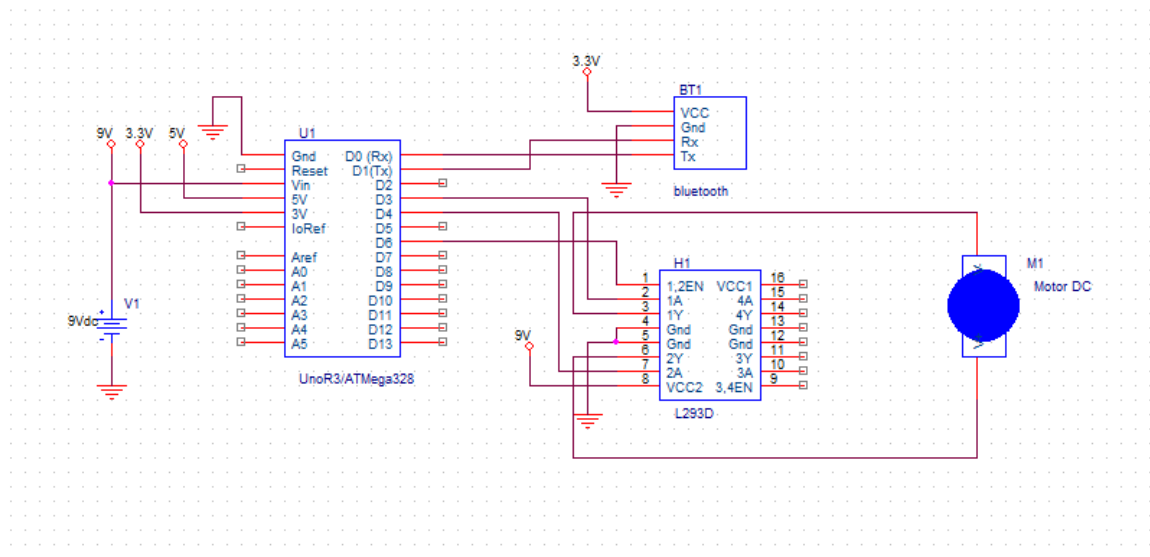 3.3V
BT1
VCC
Gnd
Rx
Tx
bluetooth
9V 3.3V 5V
U1
Gnd D0 (Rx)
Reset D1(Tx)
Vin D2
5V D3
3V D4
IoRef D5
D6
Aref D7
A0 D8
A1 D9
A2 D10
A3 D11
A4 D12
A5 D13
UnoR3/ATMega328
V1
9Vdc
+
-
H1
1 1,2EN VCC1 16
2 1A 4A 15
3 1Y 4Y 14
4 Gnd Gnd 13
5 Gnd Gnd 12
6 2Y 3Y 11
7 2A 3A 10
8 VCC2 3,4EN 9
L293D
9V
M1
Motor DC